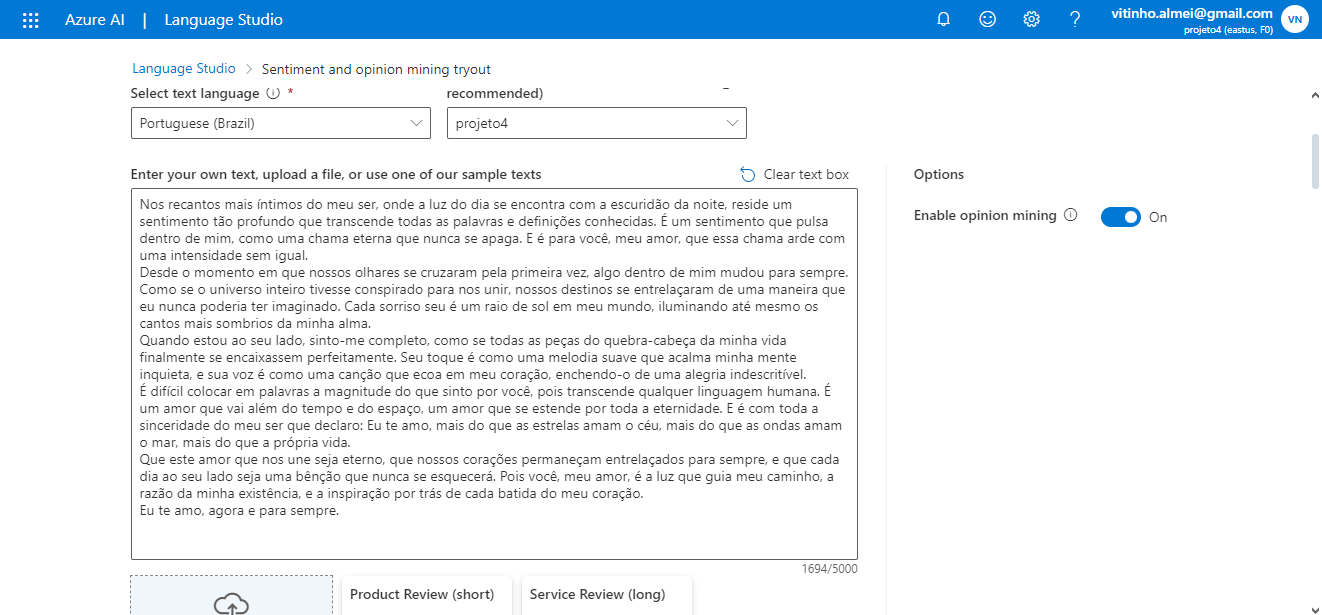 Azure AI | Language Studio
vitinho.almei@gmail.com
projeto4 (eastus, F0)
VN
Language Studio > Sentiment and opinion mining tryout
Select text language *
recommended)
Portuguese (Brazil)
projeto4
Enter your own text, upload a file, or use one of our sample texts
Clear text box
Nos recantos mais íntimos do meu ser, onde a luz do dia se encontra com a escuridão da noite, reside um
sentimento tão profundo que transcende todas as palavras e definições conhecidas. É um sentimento que pulsa
dentro de mim, como uma chama eterna que nunca se apaga. E é para você, meu amor, que essa chama arde com
uma intensidade sem igual.
Desde o momento em que nossos olhares se cruzaram pela primeira vez, algo dentro de mim mudou para sempre.
Como se o universo inteiro tivesse conspirado para nos unir, nossos destinos se entrelaçaram de uma maneira que
eu nunca poderia ter imaginado. Cada sorriso seu é um raio de sol em meu mundo, iluminando até mesmo os
cantos mais sombrios da minha alma.
Quando estou ao seu lado, sinto-me completo, como se todas as peças do quebra-cabeça da minha vida
finalmente se encaixassem perfeitamente. Seu toque é como uma melodia suave que acalma minha mente
inquieta, e sua voz é como uma canção que ecoa em meu coração, enchendo-o de uma alegria indescritível.
É difícil colocar em palavras a magnitude do que sinto por você, pois transcende qualquer linguagem humana. É
um amor que vai além do tempo e do espaço, um amor que se estende por toda a eternidade. E é com toda a
sinceridade do meu ser que declaro: Eu te amo, mais do que as estrelas amam o céu, mais do que as ondas amam
o mar, mais do que a própria vida.
Que este amor que nos une seja eterno, que nossos corações permaneçam entrelaçados para sempre, e que cada
dia ao seu lado seja uma bênção que nunca se esquecerá. Pois você, meu amor, é a luz que guia meu caminho, a
razão da minha existência, e a inspiração por trás de cada batida do meu coração.
Eu te amo, agora e para sempre.
1694/5000
Options
Enable opinion mining
On
Product Review (short)
Service Review (long)